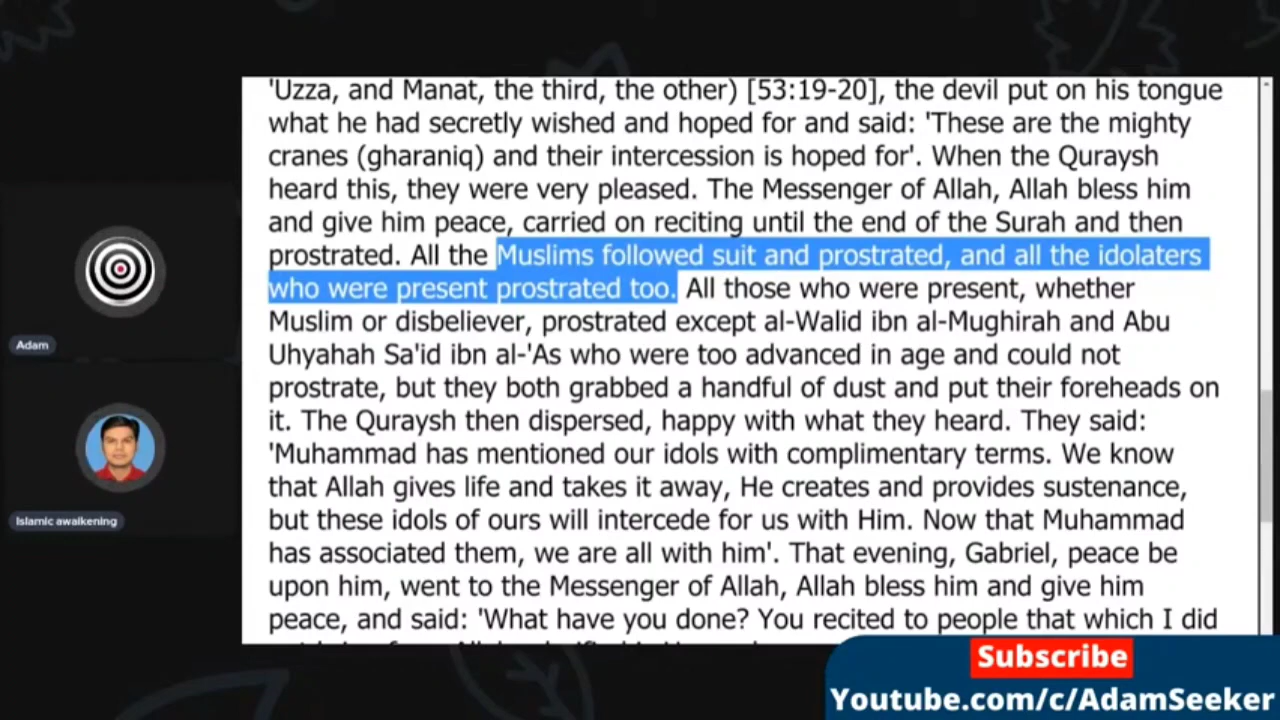 'Uzza, and Manat, the third, the other) [53:19-20], the devil put on his tongue
what he had secretly wished and hoped for and said: 'These are the mighty
cranes (gharaniq) and their intercession is hoped for'. When the Quraysh
heard this, they were very pleased. The Messenger of Allah, Allah bless him
and give him peace, carried on reciting until the end of the Surah and then
prostrated. All the Muslims followed suit and prostrated, and all the idolaters
who were present prostrated too. All those who were present, whether
Muslim or disbeliever, prostrated except al-Walid ibn al-Mughirah and Abu
Uhyahah Sa'id ibn al-'As who were too advanced in age and could not
prostrate, but they both grabbed a handful of dust and put their foreheads on
it. The Quraysh then dispersed, happy with what they heard. They said:
'Muhammad has mentioned our idols with complimentary terms. We know
that Allah gives life and takes it away, He creates and provides sustenance,
but these idols of ours will intercede for us with Him. Now that Muhammad
has associated them, we are all with him'. That evening, Gabriel, peace be
upon him, went to the Messenger of Allah, Allah bless him and give him
peace, and said: 'What have you done? You recited to people that which I did
Adam
Islamic awaikening
Subscribe
Youtube.com/c/AdamSeeker